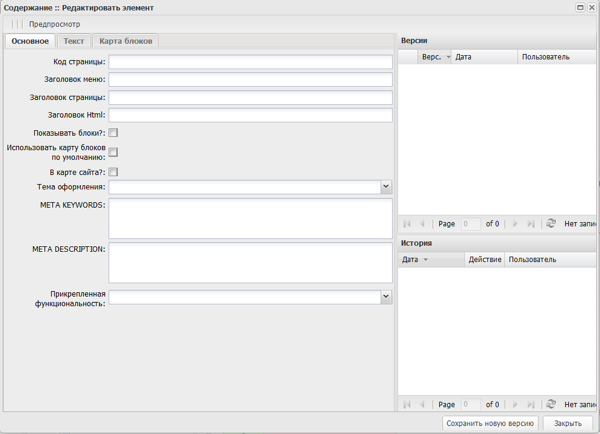 Содержание :: Редактировать элемент
Предпросмотр
Основное Текст Карта блоков
Код страницы:
Заголовок меню:
Заголовок страницы:
Заголовок Html:
Показывать блоки?:
Использовать карту блоков
по умолчанию:
В карте сайта?:
Тема оформления:
META KEYWORDS:
META DESCRIPTION:
Прикрепленная
функциональность:
Версии
Верс. Дата Пользователь
Page 0 of 0 Нет запис
История
Дата Действие Пользователь
Page 0 of 0 Нет запис
Сохранить новую версию Закрыть